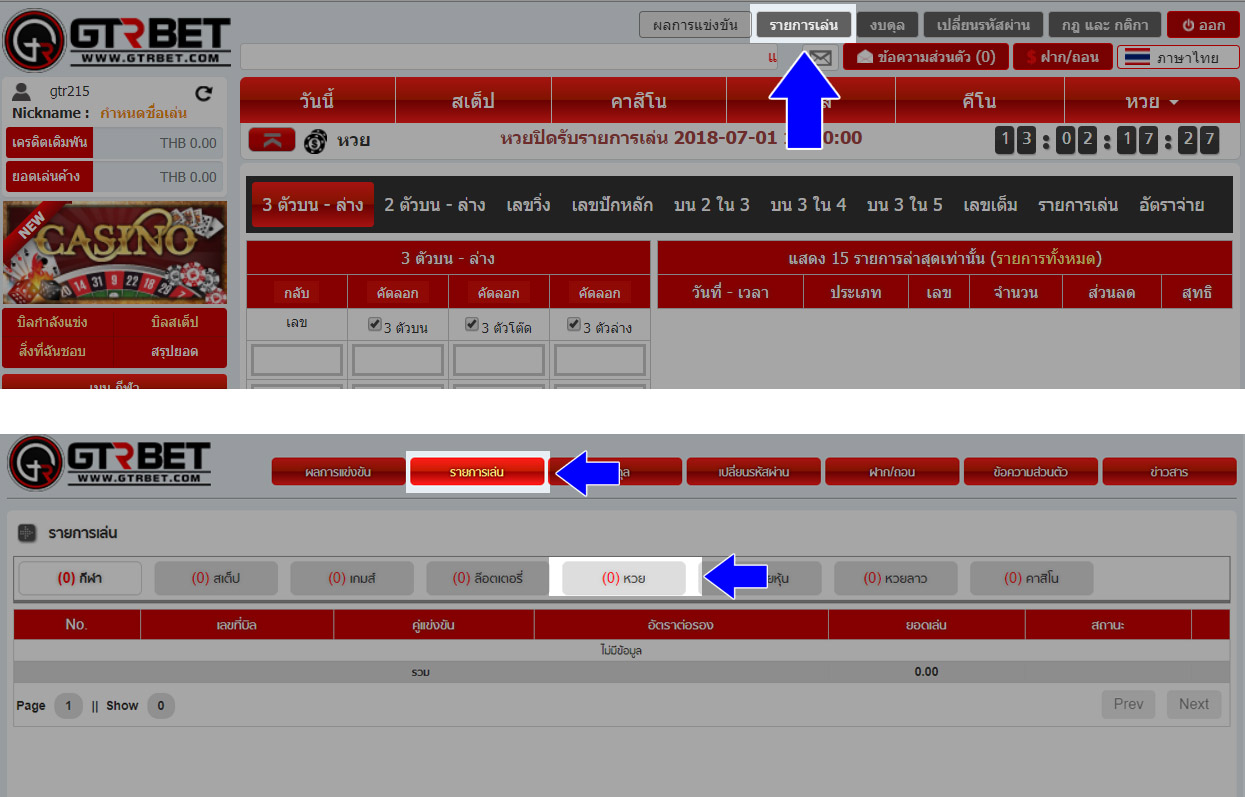 GTRBET
WWW.GTRBET.COM
ผลการแข่งขัน รายการเล่น งบดุล เปลี่ยนรหัสผ่าน กฎ และ กติกา ออก
แ ข้อความส่วนตัว (0) $ ฝาก/ถอน ภาษาไทย
gtr215
Nickname : กำหนดชื่อเล่น
เครดิตเดิมพัน THB 0.00
ยอดเล่นค้าง THB 0.00
NEW
CASINO
14 31 9 22 18 29 7
บิลกำลังแข่ง บิลสเต็ป
สิ่งที่ฉันชอบ สรุปยอด
เมนู กีฬา
วันนี้ สเต็ป คาสิโน ส คีโน หวย
หวย หวยปิดรับรายการเล่น 2018-07-01 0:00 13 : 02 : 17 : 27
3 ตัวบน - ล่าง 2 ตัวบน - ล่าง เลขวิ่ง เลขปักหลัก บน 2 ใน 3 บน 3 ใน 4 บน 3 ใน 5 เลขเต็ม รายการเล่น อัตราจ่าย
3 ตัวบน - ล่าง
กลับ คัดลอก คัดลอก คัดลอก
เลข 3 ตัวบน 3 ตัวโต๊ด 3 ตัวล่าง
แสดง 15 รายการล่าสุดเท่านั้น (รายการทั้งหมด)
วันที่ - เวลา ประเภท เลข จำนวน ส่วนลด สุทธิ
GTRBET
WWW.GTRBET.COM
ผลการแข่งขัน รายการเล่น ุล เปลี่ยนรหัสผ่าน ฝาก/ถอน ข้อความส่วนตัว ข่าวสาร
รายการเล่น
(0) กีฬา (0) สเต็ป (0) เกมส์ (0) ล็อตเตอรี่ (0) หวย ยหุ้น (0) หวยลาว (0) คาสิโน
No. เลขที่บิล คู่แข่งขัน อัตราต่อรอง ยอดเล่น สถานะ
ไม่มีข้อมูล
รวม 0.00
Page 1 || Show 0 Prev Next